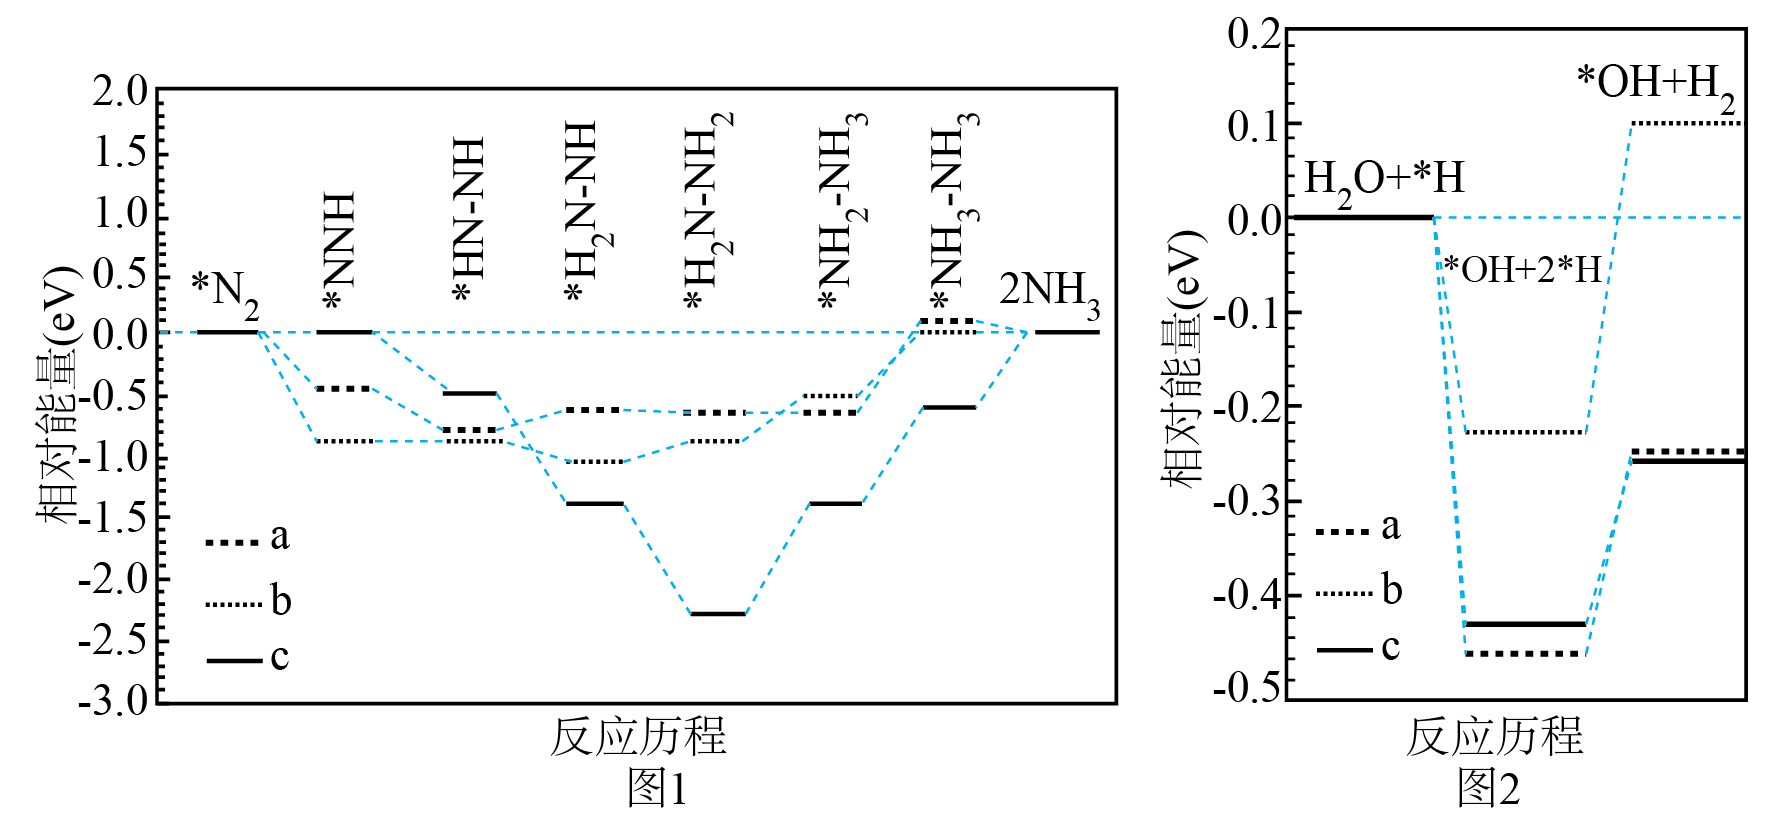 2.0
1.5
1.0
0.5
0.0
-0.5
-1.0
-1.5
-2.0
-2.5
-3.0
相对能量(eV)
*N₂
*NNH
*HN-NH
*H₂N-NH
*H₂N-NH₂
*NH₂-NH₃
*NH₃-NH₃
2NH₃
a
b
c
反应历程
图1
0.2
0.1
0.0
-0.1
-0.2
-0.3
-0.4
-0.5
相对能量(eV)
*OH+H₂
H₂O+*H
*OH+2*H
a
b
c
反应历程
图2